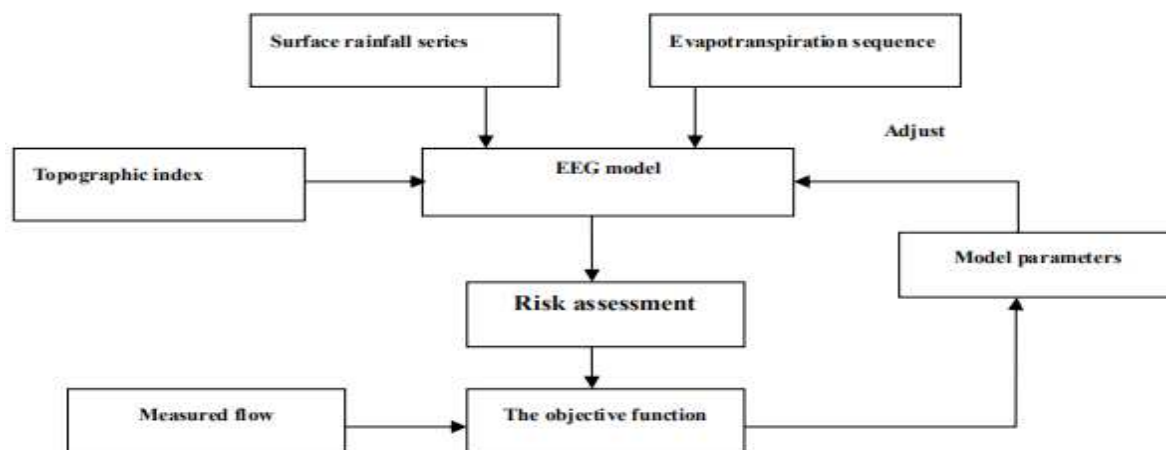 Surface rainfall series
Evapotranspiration sequence
Adjust
Topographic index
EEG model
Model parameters
Risk assessment
Measured flow
The objective function